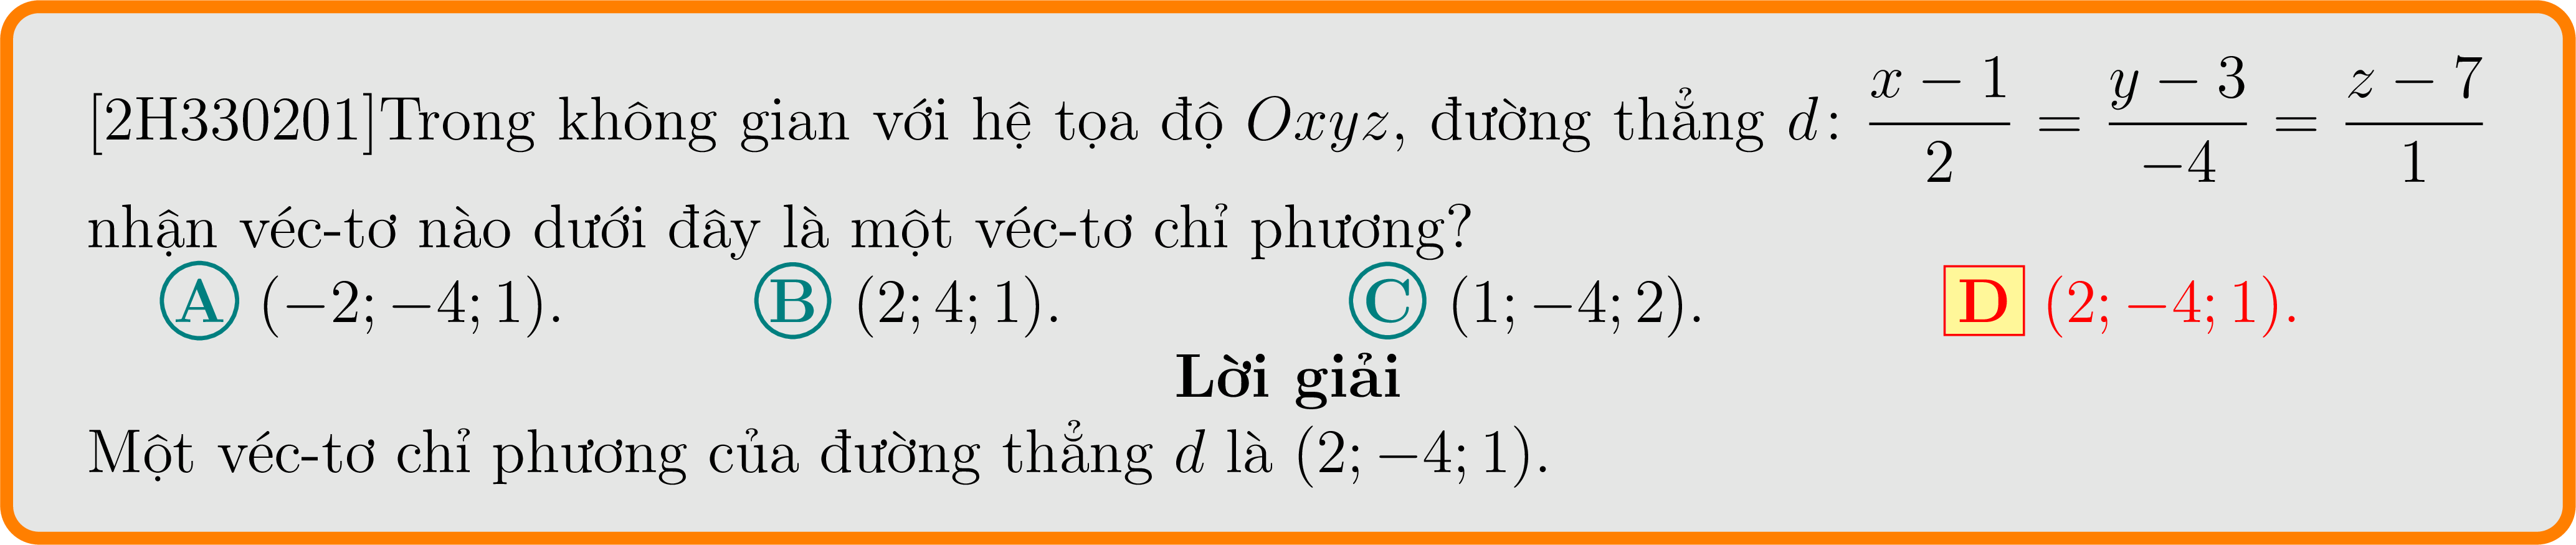 [2H330201]Trong không gian với hệ tọa độ Oxyz, đường thẳng d: \frac{x − 1}{2} = \frac{y − 3}{−4} = \frac{z − 7}{1}
nhận véc-tơ nào dưới đây là một véc-tơ chỉ phương?
A (−2; −4; 1). B (2; 4; 1). C (1; −4; 2). D (2; −4; 1).
Lời giải
Một véc-tơ chỉ phương của đường thẳng d là (2; −4; 1).